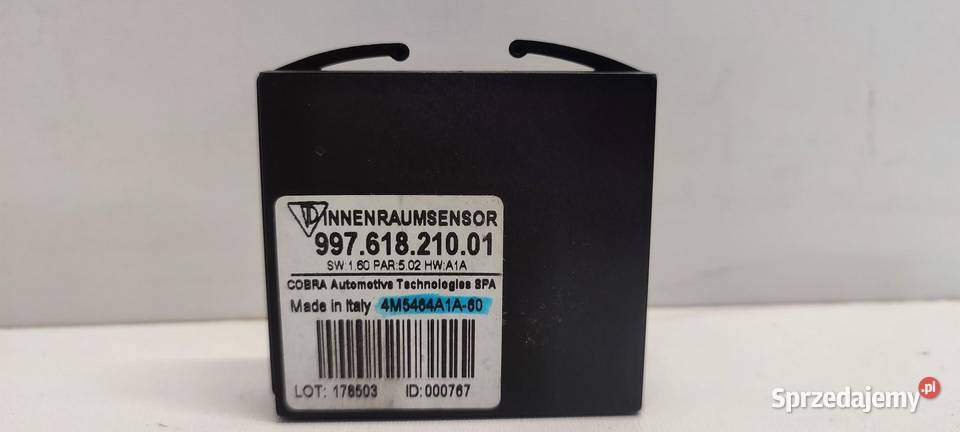 INNENRAUMSENSOR
997.618.210.01
SW:1.60 PAR:5.02 HW:A1A
COBRA Automotive Technologies SPA
Made in Italy 4M5464A1A-60
LOT: 178503 ID:000767
Sprzedajemy.pl